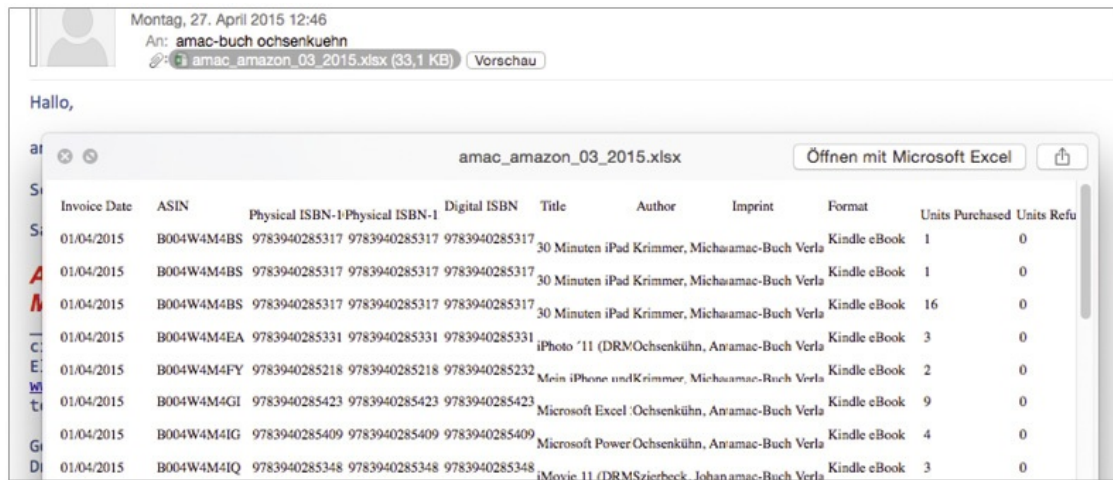 Montag, 27. April 2015 12:46
An: amac-buch ochsenkuehn
amac_amazon_03_2015.xlsx (33,1 KB) Vorschau
Hallo,
amac_amazon_03_2015.xlsx Öffnen mit Microsoft Excel
Invoice Date ASIN Physical ISBN-1 Physical ISBN-1 Digital ISBN Title Author Imprint Format Units Purchased Units Refu
01/04/2015 B004W4M4BS 9783940285317 9783940285317 9783940285317 30 Minuten iPad Krimmer, Micha amac-Buch Verla Kindle eBook 1 0
01/04/2015 B004W4M4BS 9783940285317 9783940285317 9783940285317 30 Minuten iPad Krimmer, Micha amac-Buch Verla Kindle eBook 1 0
01/04/2015 B004W4M4BS 9783940285317 9783940285317 9783940285317 30 Minuten iPad Krimmer, Micha amac-Buch Verla Kindle eBook 16 0
01/04/2015 B004W4M4EA 9783940285331 9783940285331 9783940285331 iPhoto ´11 (DRM Ochsenkühn, An amac-Buch Verla Kindle eBook 3 0
01/04/2015 B004W4M4FY 9783940285218 9783940285218 9783940285232 Mein iPhone und Krimmer, Micha amac-Buch Verla Kindle eBook 2 0
01/04/2015 B004W4M4GI 9783940285423 9783940285423 9783940285423 Microsoft Excel Ochsenkühn, An amac-Buch Verla Kindle eBook 9 0
01/04/2015 B004W4M4IG 9783940285409 9783940285409 9783940285409 Microsoft Power Ochsenkühn, An amac-Buch Verla Kindle eBook 4 0
01/04/2015 B004W4M4IQ 9783940285348 9783940285348 9783940285348 iMovie 11 (DRM Szierbeck, Johan amac-Buch Verla Kindle eBook 3 0